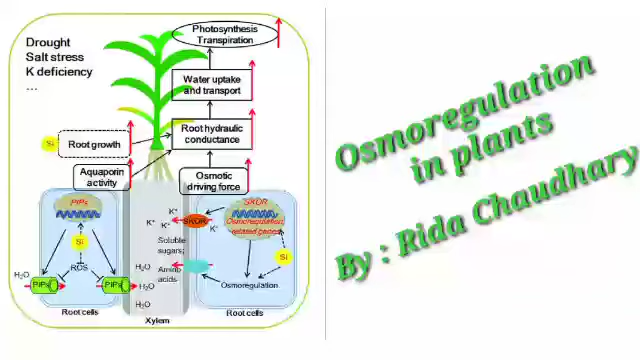 Photosynthesis
Transpiration
Drought
Salt stress
K deficiency
...
Water uptake
and transport
Si
Root growth
Root hydraulic
conductance
Aquaporin
activity
Osmotic
driving force
PIPs
Si
ROS
H₂O
PIPs
PIPs
H₂O
Root cells
K⁺
K⁺
K⁺
SKOR
K⁺
Soluble
sugars;
Amino
acids
H₂O
H₂O
Xylem
SKOR
Osmoregulation
related genes
Si
Osmoregulation
Root cells
Osmoregulation
in plants
By : Rida Chaudhary